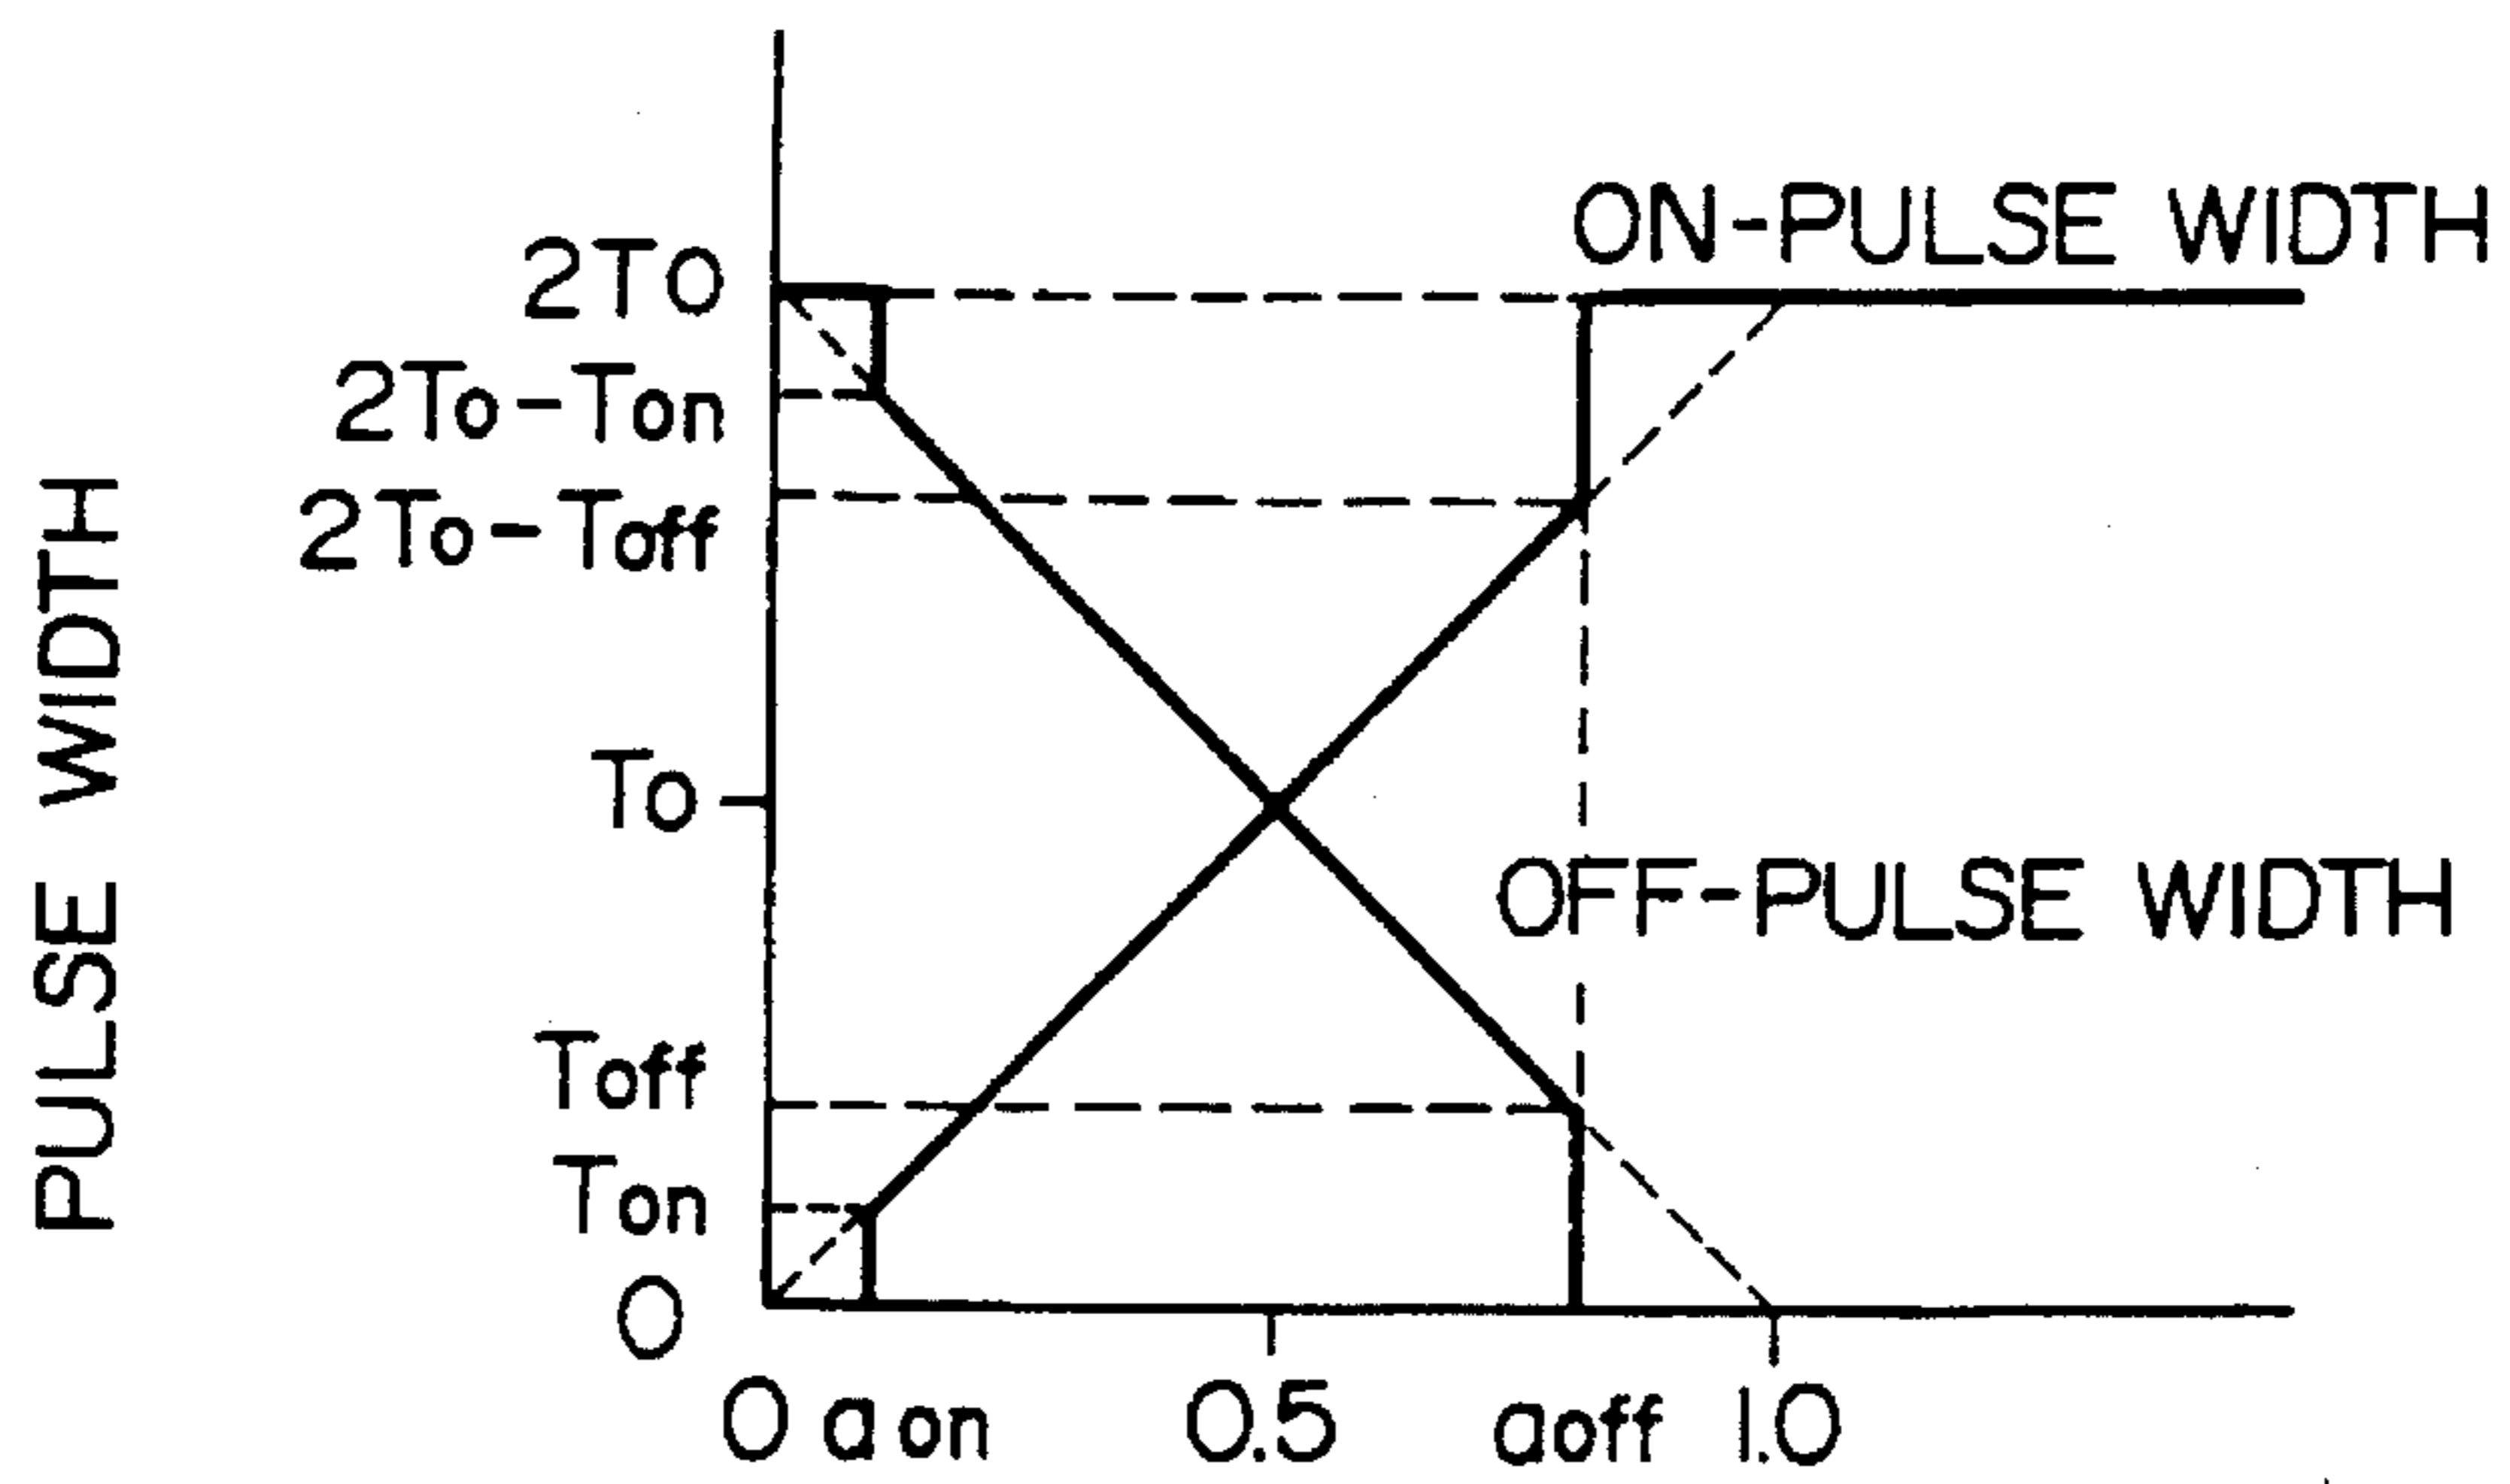 ON-PULSE WIDTH
2TO
2To-Ton
2To-Toff
PULSE WIDTH
To
OFF-PULSE WIDTH
Toff
Ton
0
0 a on 0.5 aoff 1.0